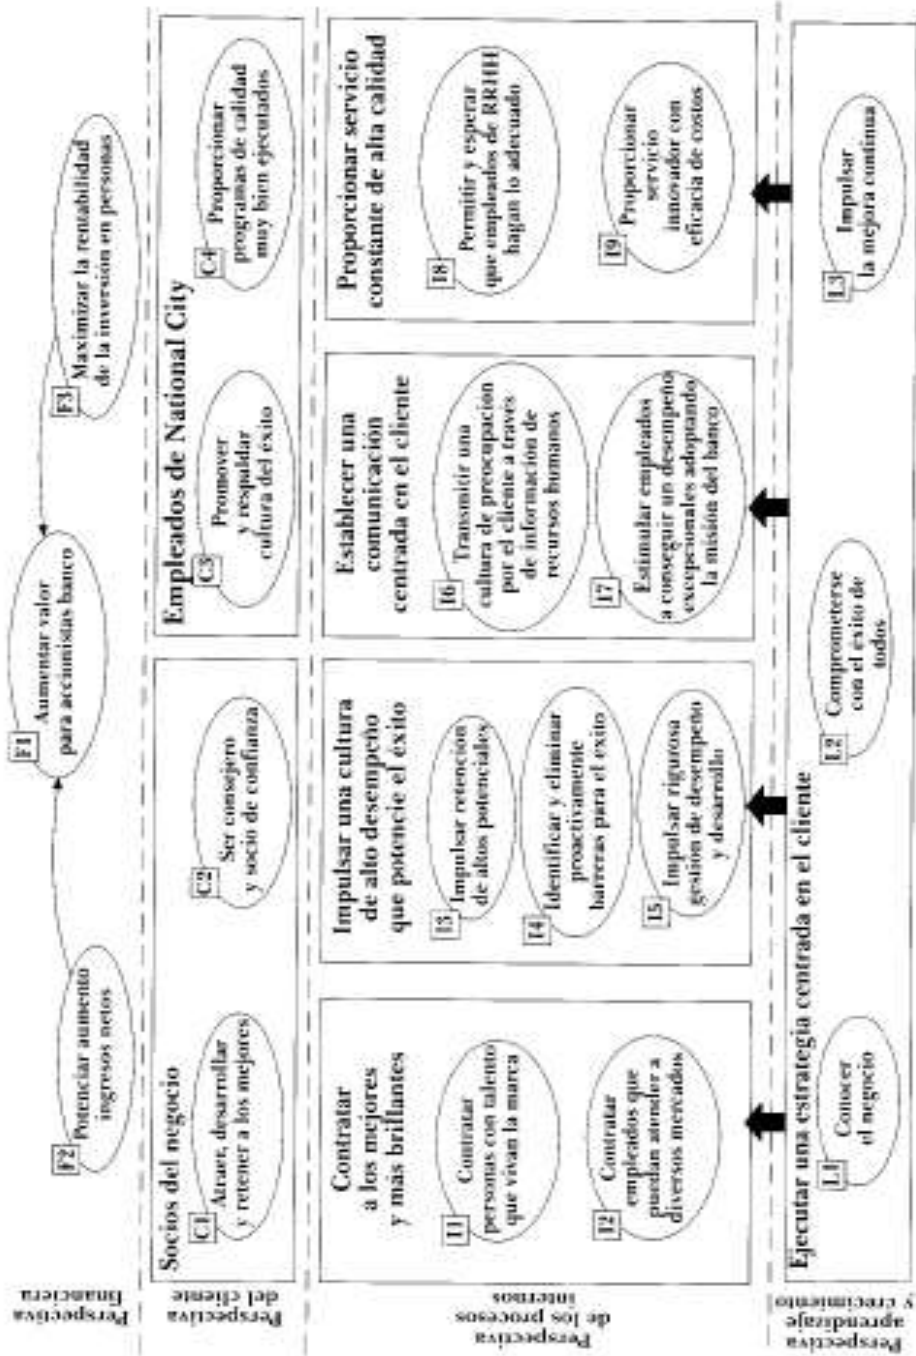 Perspectiva
financiera
F1
Aumentar valor
para accionistas banco
F2
Potenciar aumento
ingresos netos
F3
Maximizar la rentabilidad
de la inversión en personas
Perspectiva
del cliente
Socios del negocio
C1
Atraer, desarrollar
y retener a los mejores
C2
Ser consejero
y socio de confianza
Empleados de National City
C3
Promover
y respaldar
cultura del éxito
C4
Proporcionar
programas de calidad
muy bien ejecutados
Perspectiva
de los procesos
internos
Contratar
a los mejores
y más brillantes
I1
Contratar
personas con talento
que vivan la marca
I2
Contratar
empleados que
puedan atender a
diversos mercados
Impulsar una cultura
de alto desempeño
que potencie el éxito
I3
Impulsar retención
de altos potenciales
I4
Identificar y eliminar
proactivamente
barreras para el éxito
I5
Impulsar rigurosa
gestión de desempeño
y desarrollo
Establecer una
comunicación
centrada en el cliente
I6
Transmitir una
cultura de preocupación
por el cliente a través
de información de
recursos humanos
I7
Estimular empleados
a conseguir un desempeño
excepcionales adoptando
la misión del banco
Proporcionar servicio
constante de alta calidad
I8
Permitir y esperar
que empleados de RRHH
hagan lo adecuado
I9
Proporcionar
servicio
innovador con
eficacia de costos
Perspectiva
aprendizaje
y crecimiento
Ejecutar una estrategia centrada en el cliente
L1
Conocer
el negocio
L2
Comprometerse
con el éxito de
todos
L3
Impulsar
la mejora continua